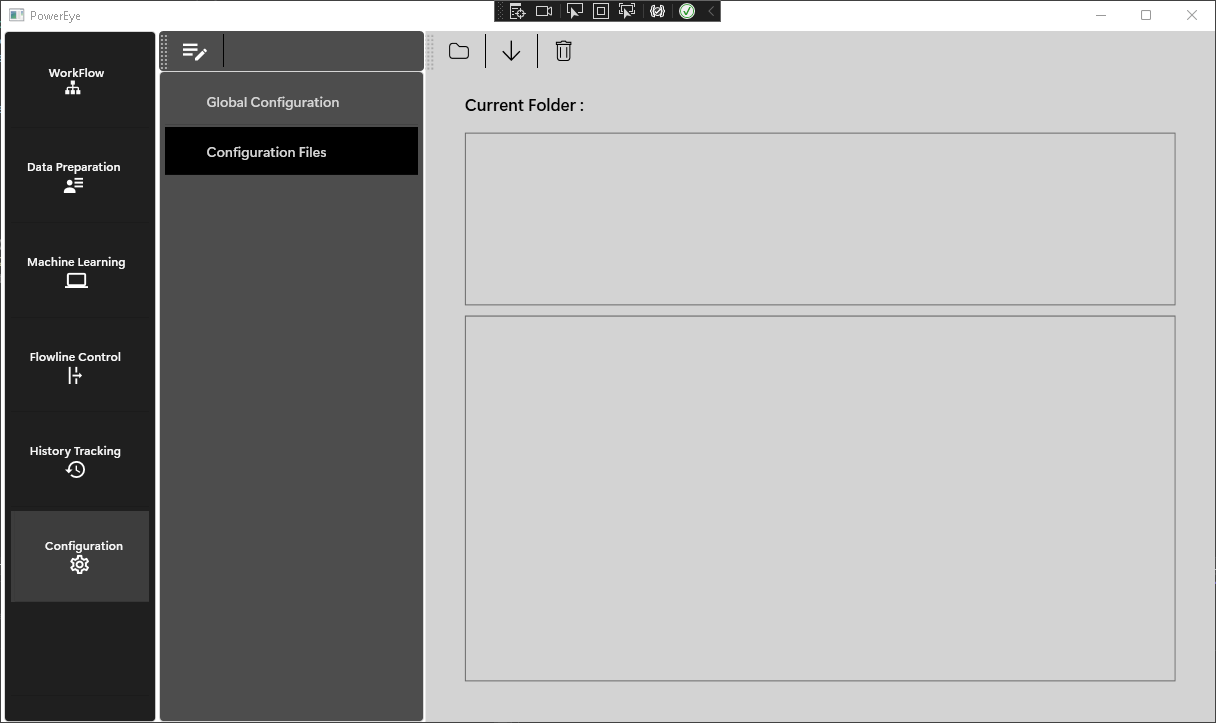 PowerEye
WorkFlow
Data Preparation
Machine Learning
Flowline Control
History Tracking
Configuration
Global Configuration
Configuration Files
Current Folder :